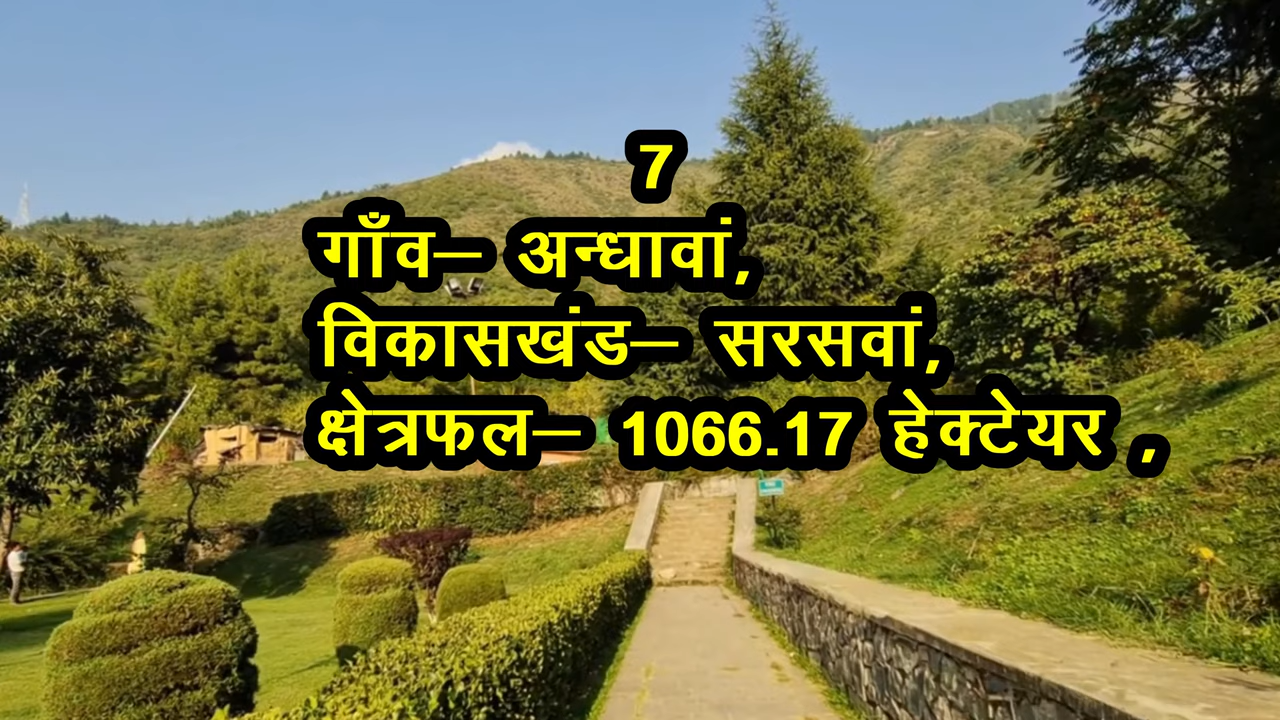 7
गाँव– अन्धावां,
विकासखंड– सरसवां,
क्षेत्रफल– 1066.17 हेक्टेयर ,